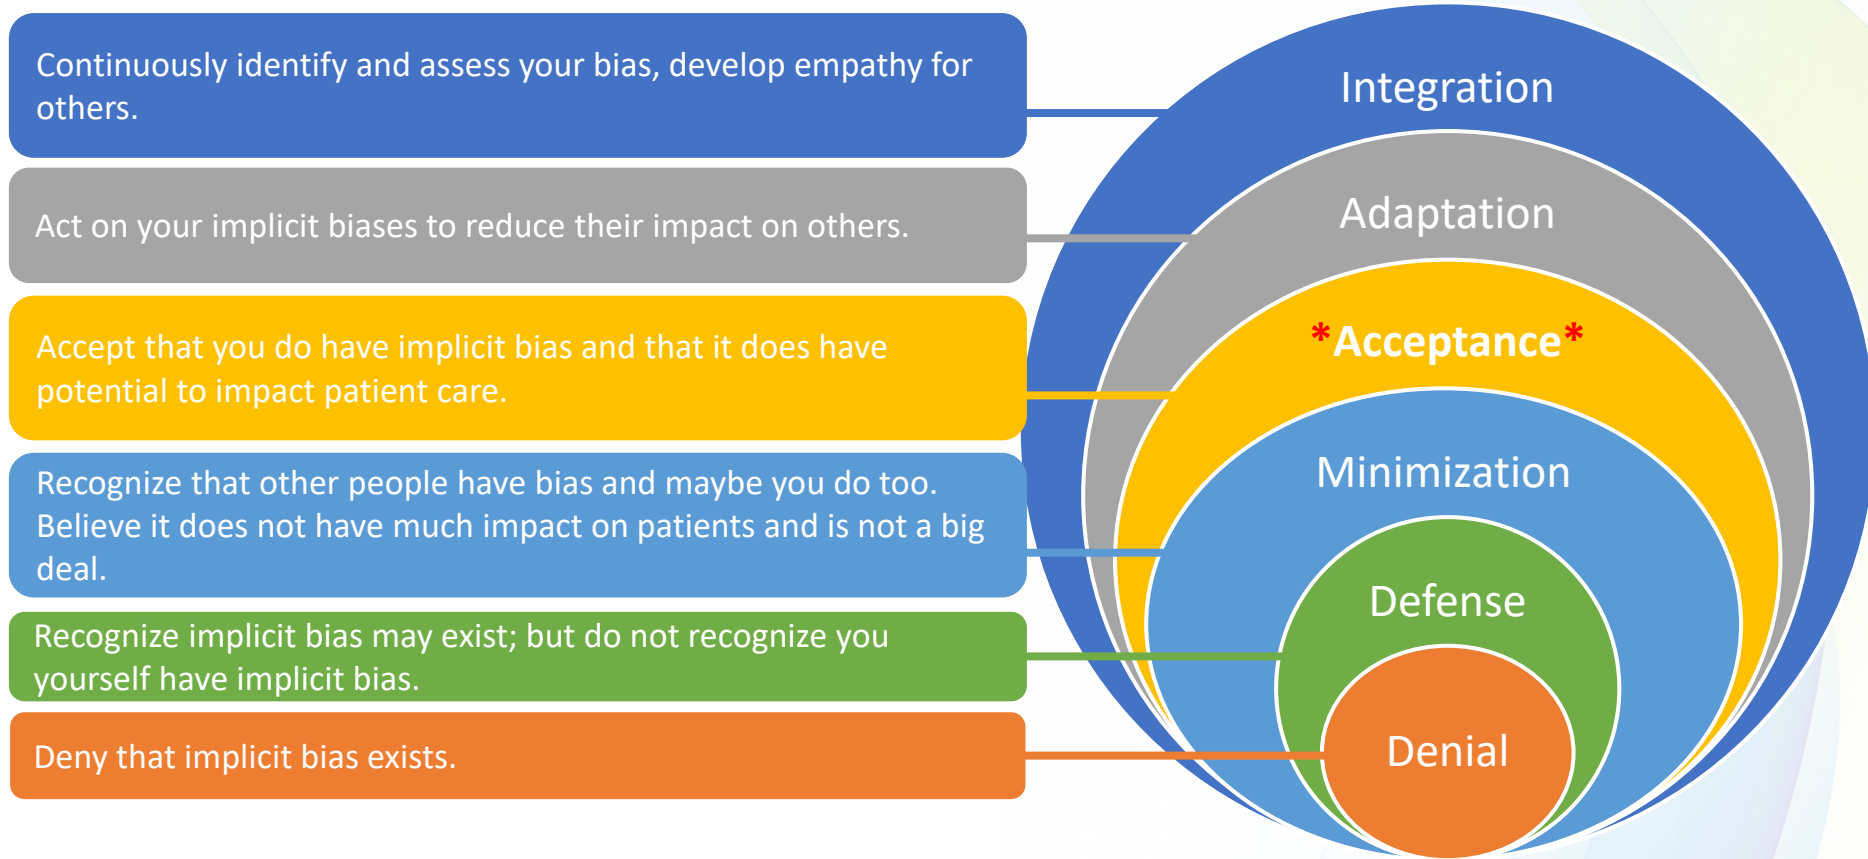 Continuously identify and assess your bias, develop empathy for
others.
Integration
Act on your implicit biases to reduce their impact on others.
Adaptation
Accept that you do have implicit bias and that it does have
potential to impact patient care.
*Acceptance*
Recognize that other people have bias and maybe you do too.
Believe it does not have much impact on patients and is not a big
deal.
Minimization
Recognize implicit bias may exist; but do not recognize you
yourself have implicit bias.
Defense
Deny that implicit bias exists.
Denial